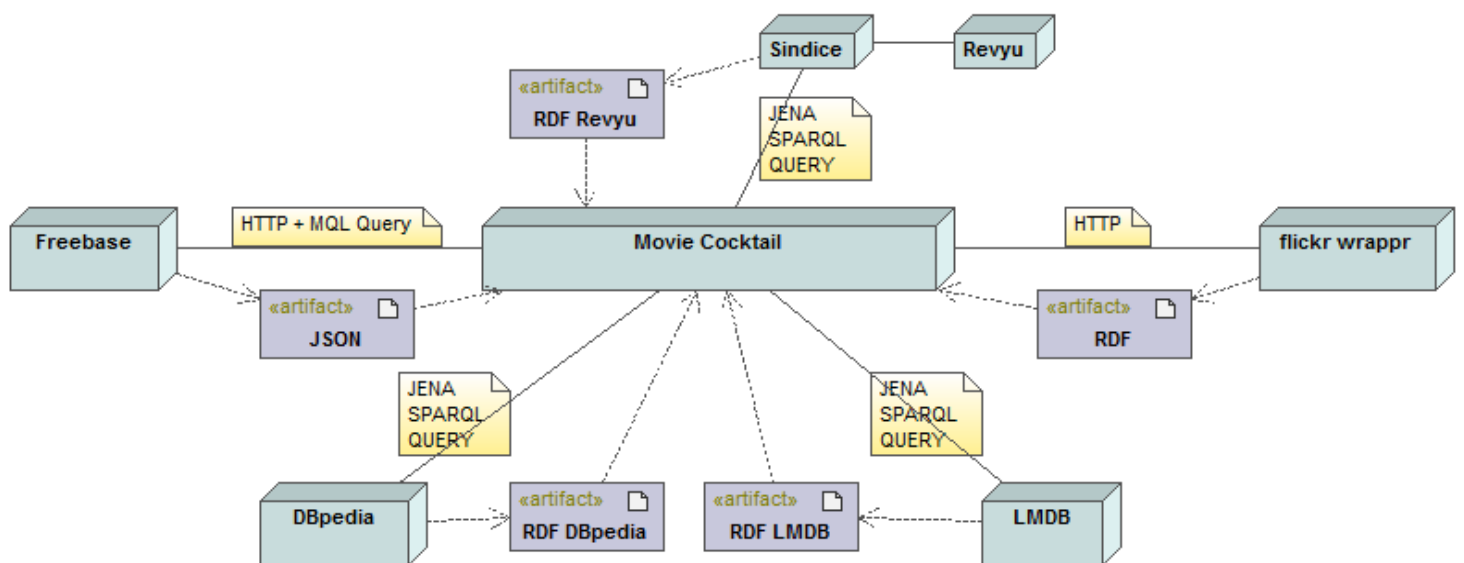 Sindice
Revyu
«artifact»
RDF Revyu
JENA
SPARQL
QUERY
Freebase
HTTP + MQL Query
Movie Cocktail
HTTP
flickr wrappr
«artifact»
JSON
«artifact»
RDF
JENA
SPARQL
QUERY
JENA
SPARQL
QUERY
DBpedia
«artifact»
RDF DBpedia
«artifact»
RDF LMDB
LMDB